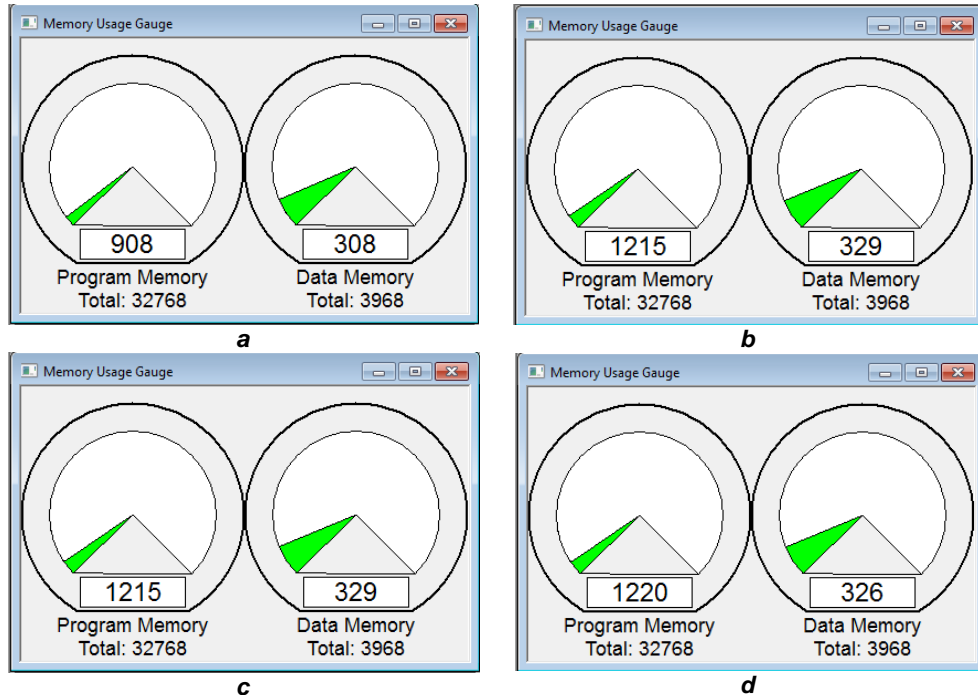 Memory Usage Gauge
908
308
Program Memory
Data Memory
Total: 32768
Total: 3968
a
Memory Usage Gauge
1215
329
Program Memory
Data Memory
Total: 32768
Total: 3968
b
Memory Usage Gauge
1215
329
Program Memory
Data Memory
Total: 32768
Total: 3968
c
Memory Usage Gauge
1220
326
Program Memory
Data Memory
Total: 32768
Total: 3968
d